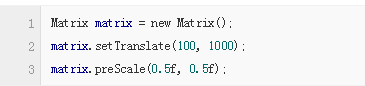 1 Matrix matrix = new Matrix();
2 matrix.setTranslate(100, 1000);
3 matrix.preScale(0.5f, 0.5f);